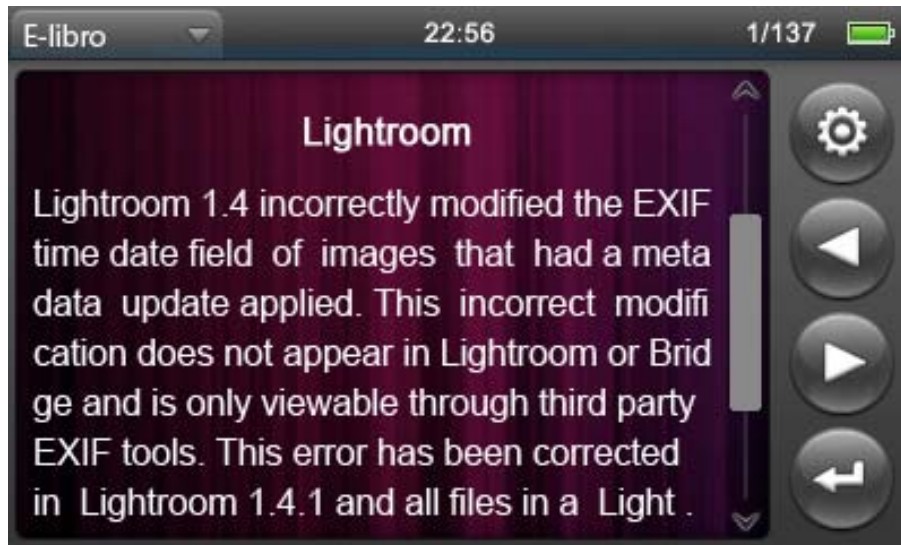 E-libro
22:56
1/137
Lightroom
Lightroom 1.4 incorrectly modified the EXIF
time date field of images that had a meta
data update applied. This incorrect modifi
cation does not appear in Lightroom or Brid
ge and is only viewable through third party
EXIF tools. This error has been corrected
in Lightroom 1.4.1 and all files in a Light .